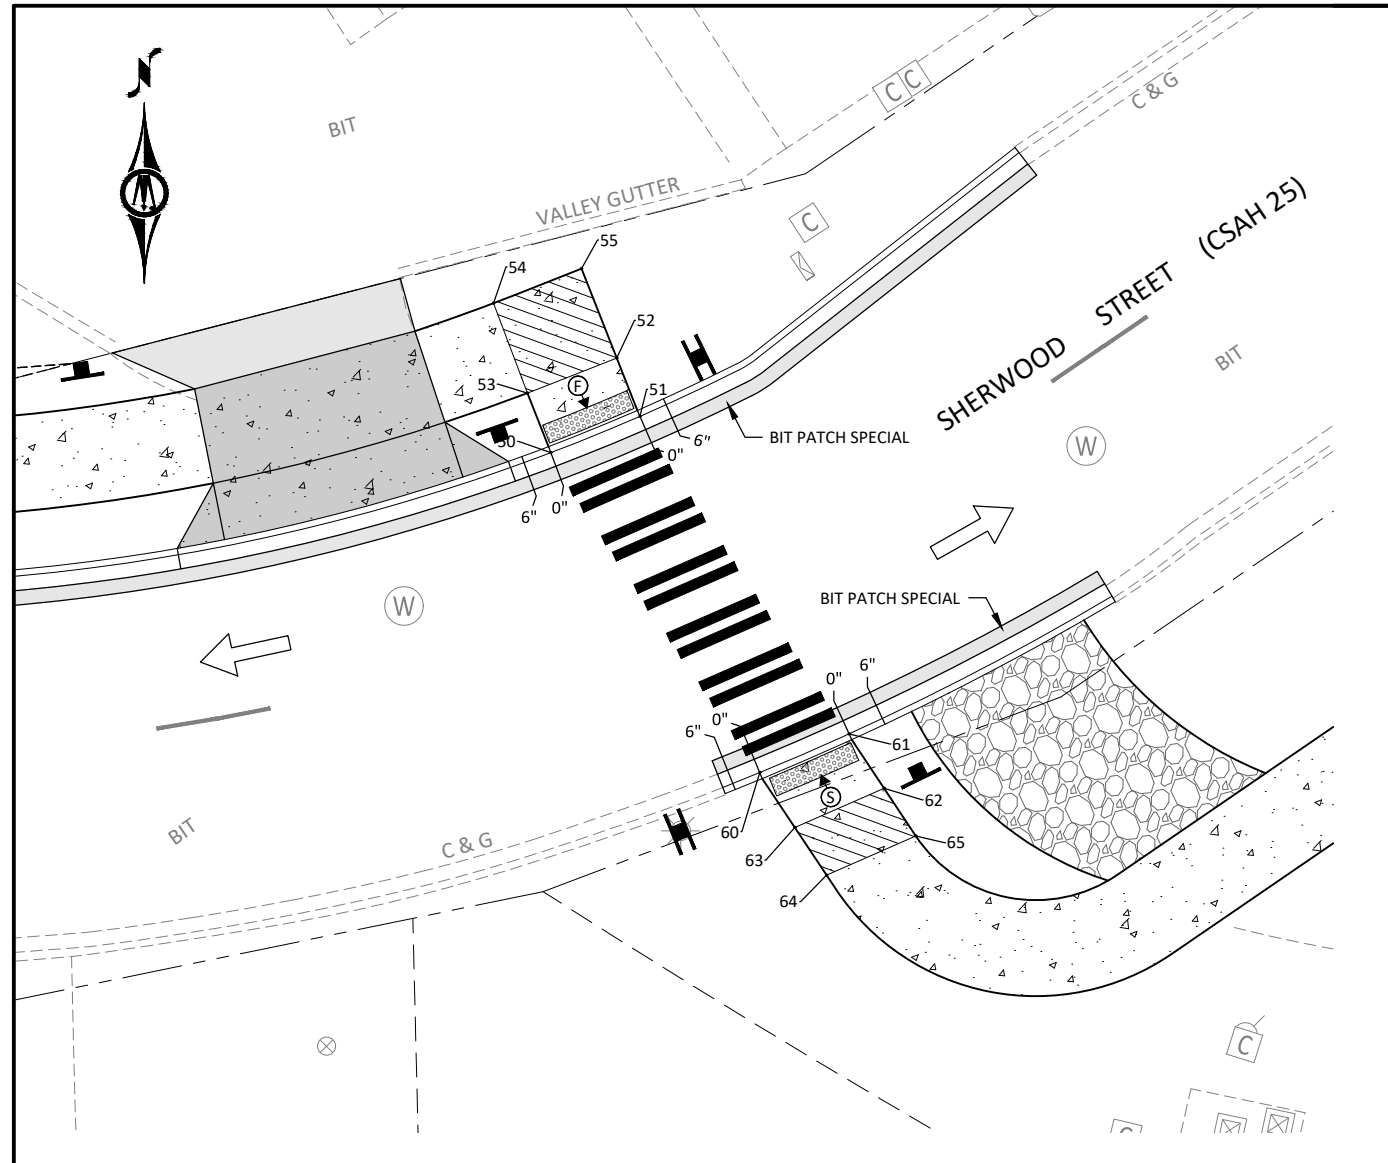 N
BIT
C C
C & G
VALLEY GUTTER
C
SHERWOOD STREET (CSAH 25)
55
54
52
53
F
51
50
6"
0"
BIT PATCH SPECIAL
6"
0"
W
BIT
W
BIT PATCH SPECIAL
0"
6"
0"
6"
61
62
S
60
65
63
64
BIT
C & G
C
C